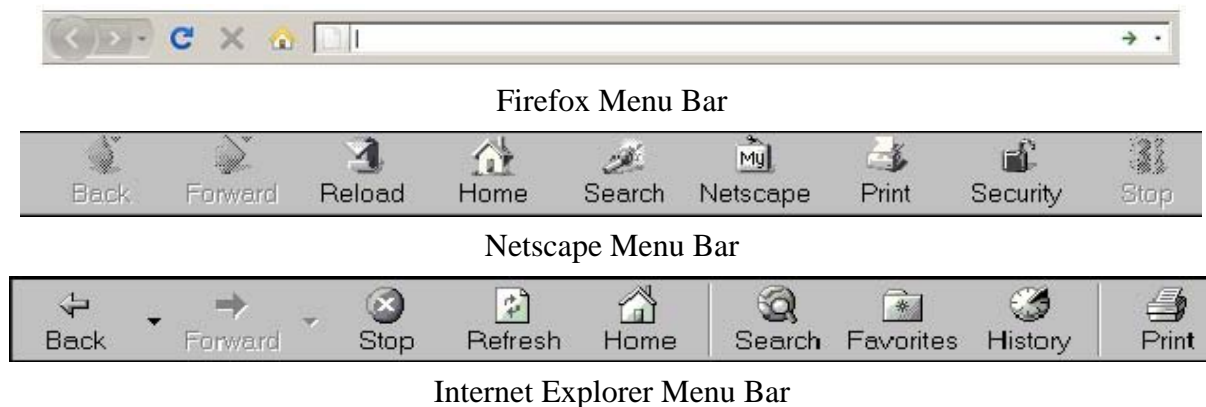 Firefox Menu Bar
My
Back Forward Reload Home Search Netscape Print Security Stop
Netscape Menu Bar
Back Forward Stop Refresh Home Search Favorites History Print
Internet Explorer Menu Bar